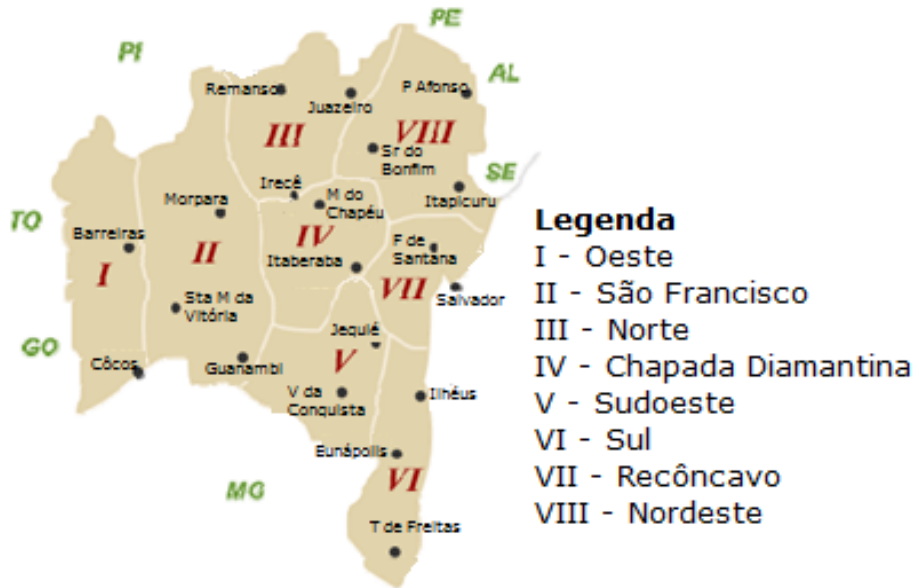 PE
PI
AL
Remanso
P Afonso
Juazeiro
III
VIII
Sr do
Bonfim
SE
Irecê
Morpara
M do
Chapéu
Itapicuru
TO
Barreiras
IV
F de
Santana
I
II
Itaberaba
VII
Salvador
Sta M da
Vitória
GO
Jequié
Côcos
Guanambi
V
V da
Conquista
Ilhéus
Eunápolis
MG
VI
T de Freitas
Legenda
I - Oeste
II - São Francisco
III - Norte
IV - Chapada Diamantina
V - Sudoeste
VI - Sul
VII - Recôncavo
VIII - Nordeste